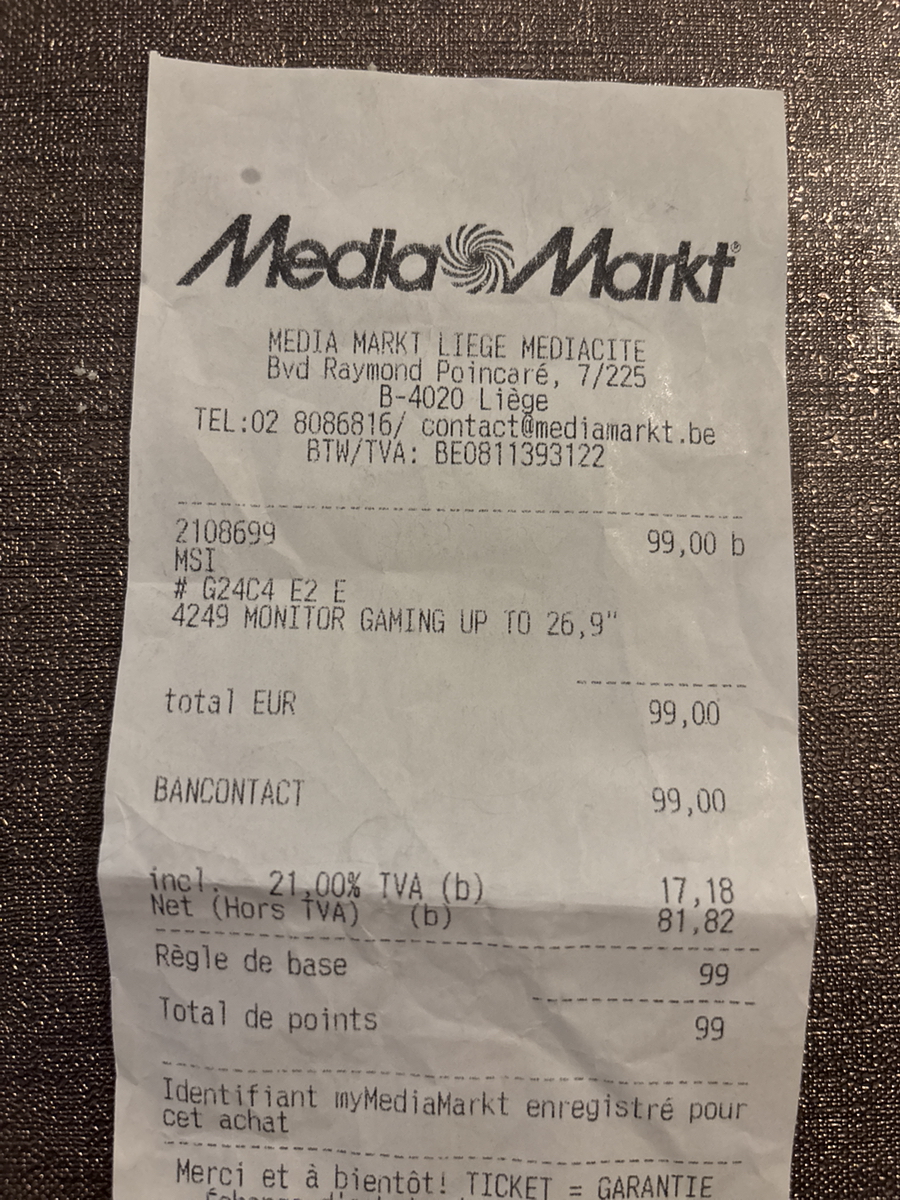 MediaMarkt®
MEDIA MARKT LIEGE MEDIACITE
Bvd Raymond Poincaré, 7/225
B-4020 Liège
TEL:02 8086816/ contact@mediamarkt.be
BTW/TVA: BE0811393122
2108699 99,00 b
MSI
# G24C4 E2 E
4249 MONITOR GAMING UP TO 26,9"
total EUR 99,00
BANCONTACT 99,00
incl. 21,00% TVA (b) 17,18
Net (Hors TVA) (b) 81,82
Règle de base 99
Total de points 99
Identifiant myMediaMarkt enregistré pour
cet achat
Merci et à bientôt! TICKET = GARANTIE